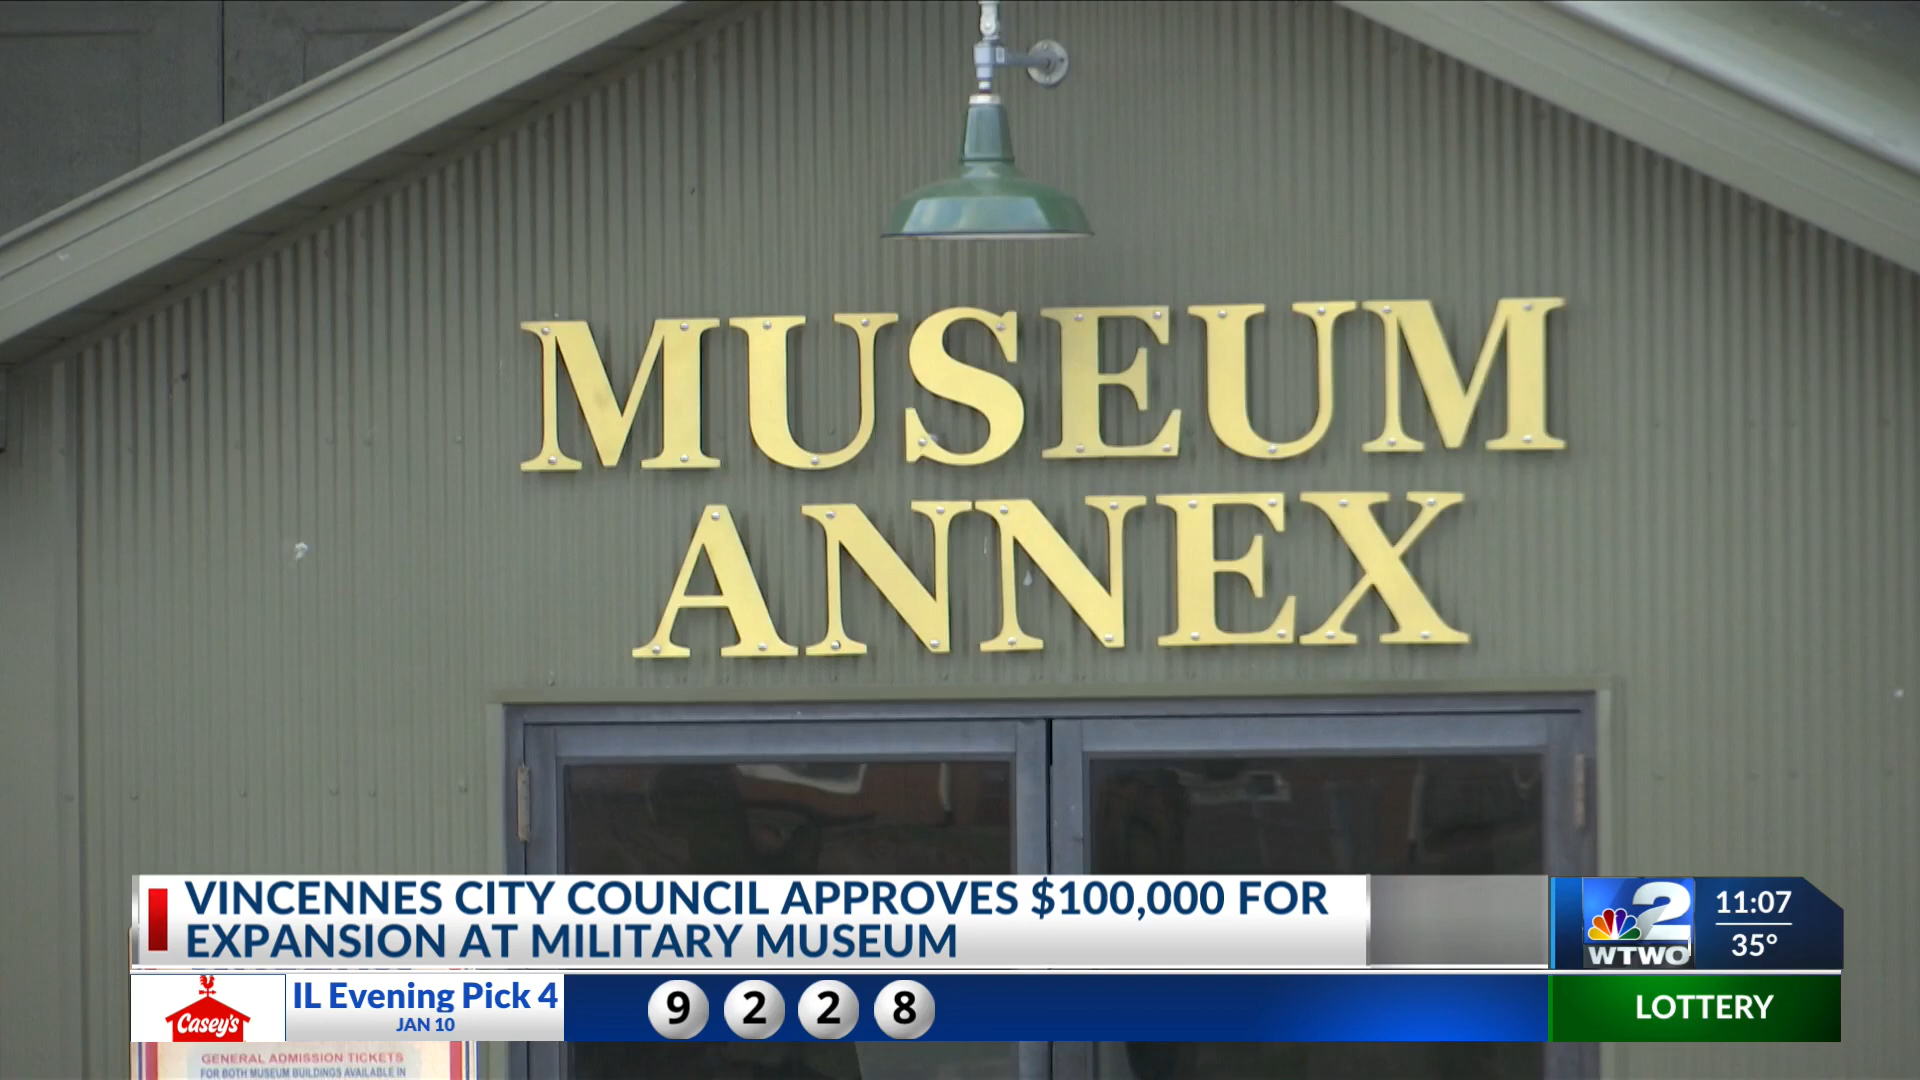 MUSEUM
ANNEX
VINCENNES CITY COUNCIL APPROVES $100,000 FOR
EXPANSION AT MILITARY MUSEUM
2
WTWO
11:07
35°
Casey's
IL Evening Pick 4
JAN 10
9 2 2 8
LOTTERY
GENERAL ADMISSION TICKETS
FOR BOTH MUSEUM BUILDINGS AVAILABLE IN